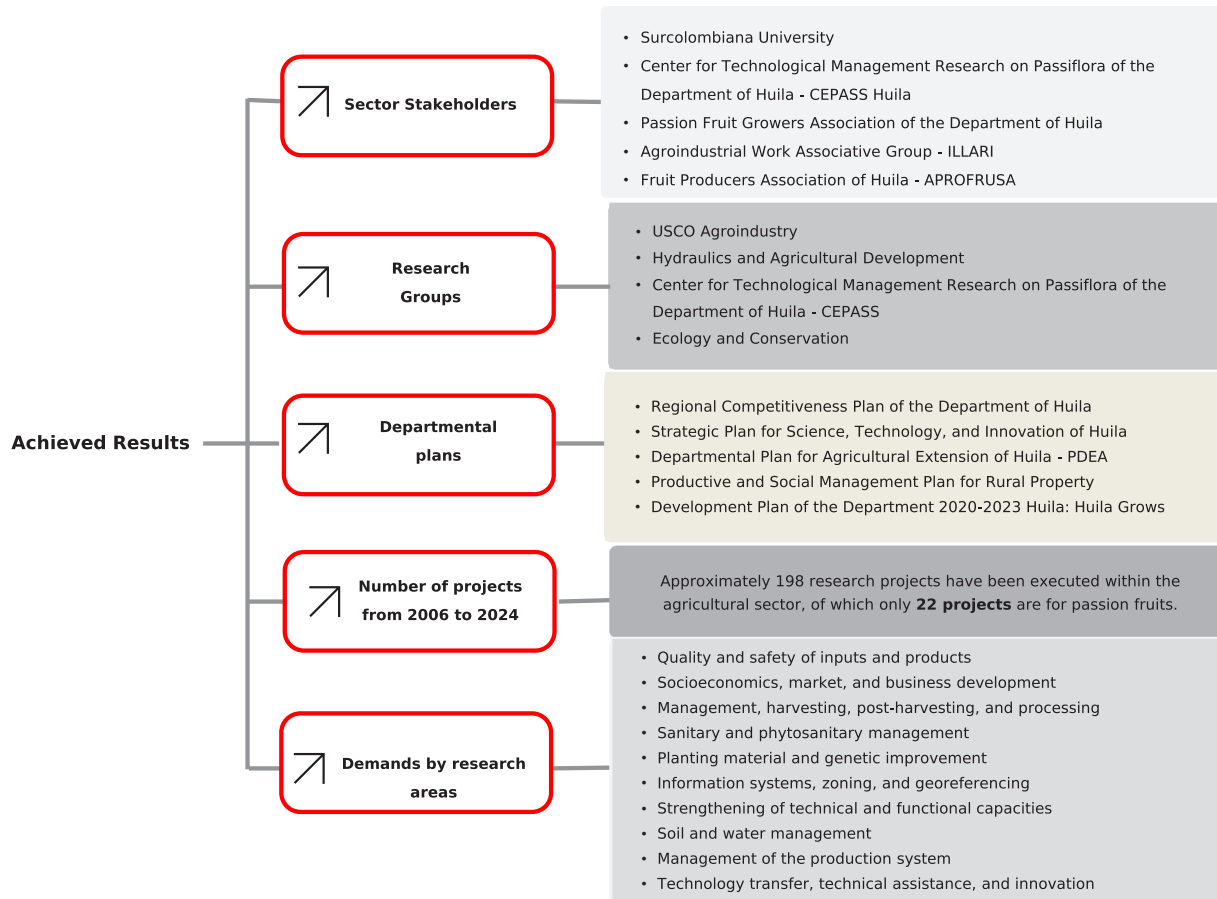 Achieved Results
Sector Stakeholders
• Surcolombiana University
• Center for Technological Management Research on Passiflora of the
Department of Huila - CEPASS Huila
• Passion Fruit Growers Association of the Department of Huila
• Agroindustrial Work Associative Group - ILLARI
• Fruit Producers Association of Huila - APROFRUSA
Research
Groups
• USCO Agroindustry
• Hydraulics and Agricultural Development
• Center for Technological Management Research on Passiflora of the
Department of Huila - CEPASS
• Ecology and Conservation
Departmental
plans
• Regional Competitiveness Plan of the Department of Huila
• Strategic Plan for Science, Technology, and Innovation of Huila
• Departmental Plan for Agricultural Extension of Huila - PDEA
• Productive and Social Management Plan for Rural Property
• Development Plan of the Department 2020-2023 Huila: Huila Grows
Number of projects
from 2006 to 2024
Approximately 198 research projects have been executed within the
agricultural sector, of which only 22 projects are for passion fruits.
Demands by research
areas
• Quality and safety of inputs and products
• Socioeconomics, market, and business development
• Management, harvesting, post-harvesting, and processing
• Sanitary and phytosanitary management
• Planting material and genetic improvement
• Information systems, zoning, and georeferencing
• Strengthening of technical and functional capacities
• Soil and water management
• Management of the production system
• Technology transfer, technical assistance, and innovation